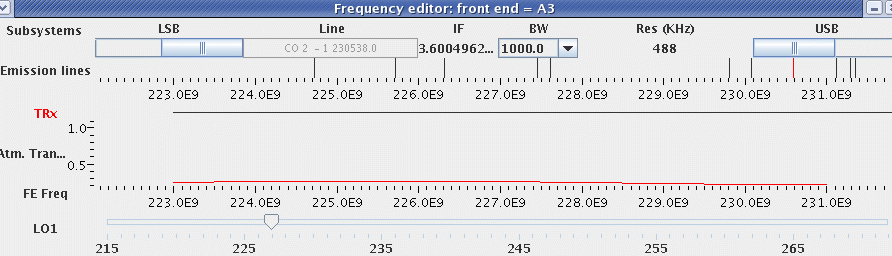 Frequency editor: front end = A3
Subsystems LSB Line IF BW Res (KHz) USB
CO 2 - 1 230538.0 3.6004962... 1000.0 488
Emission lines
223.0E9 224.0E9 225.0E9 226.0E9 227.0E9 228.0E9 229.0E9 230.0E9 231.0E9
TRx
1.0
Atm. Tran...
0.5
FE Freq
223.0E9 224.0E9 225.0E9 226.0E9 227.0E9 228.0E9 229.0E9 230.0E9 231.0E9
LO1
215 225 235 245 255 265